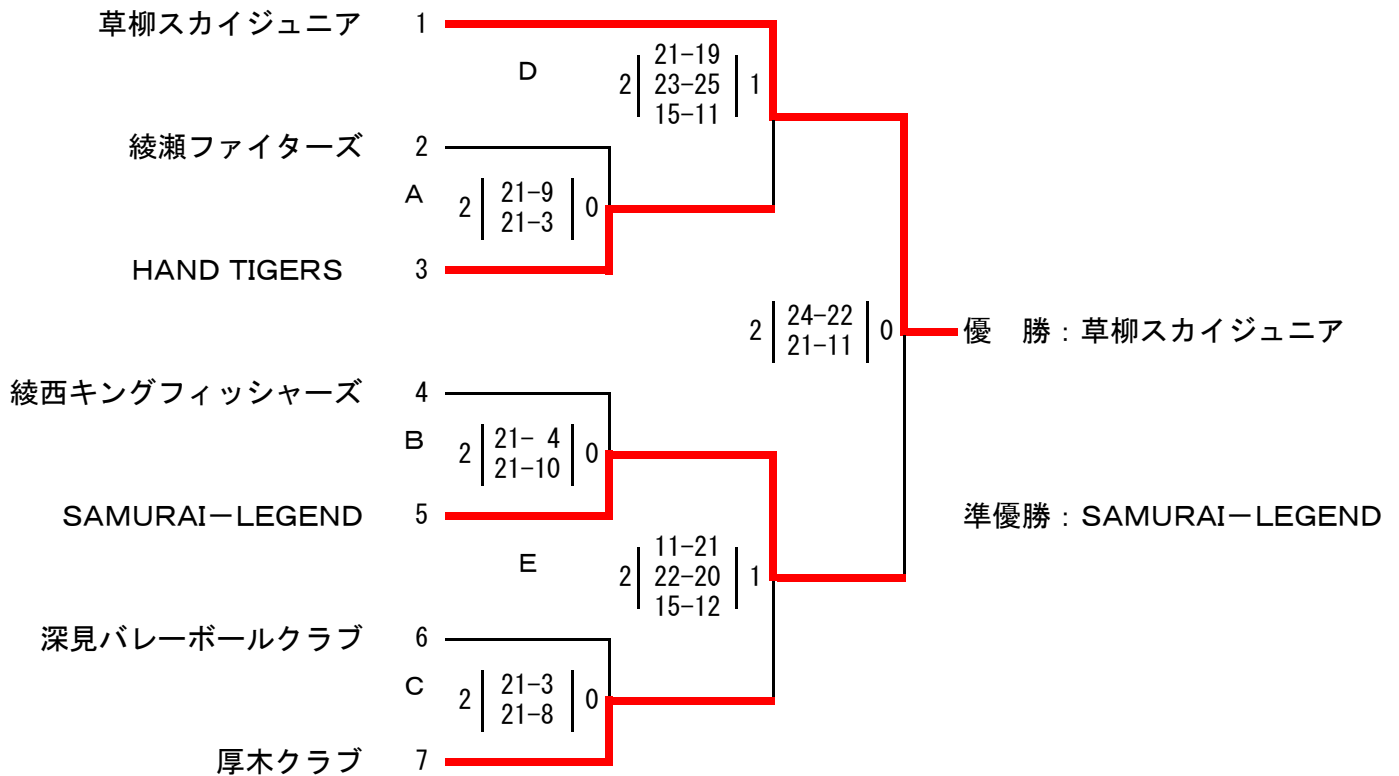 草柳スカイジュニア 1
D
2 21-19 1
23-25
15-11
綾瀬ファイターズ 2
A
2 21-9 0
21-3
HAND TIGERS 3
2 24-22 0
21-11
優 勝：草柳スカイジュニア
綾西キングフィッシャーズ 4
B
2 21- 4 0
21-10
SAMURAI－LEGEND 5
準優勝：SAMURAI－LEGEND
E
2 11-21 1
22-20
15-12
深見バレーボールクラブ 6
C
2 21-3 0
21-8
厚木クラブ 7